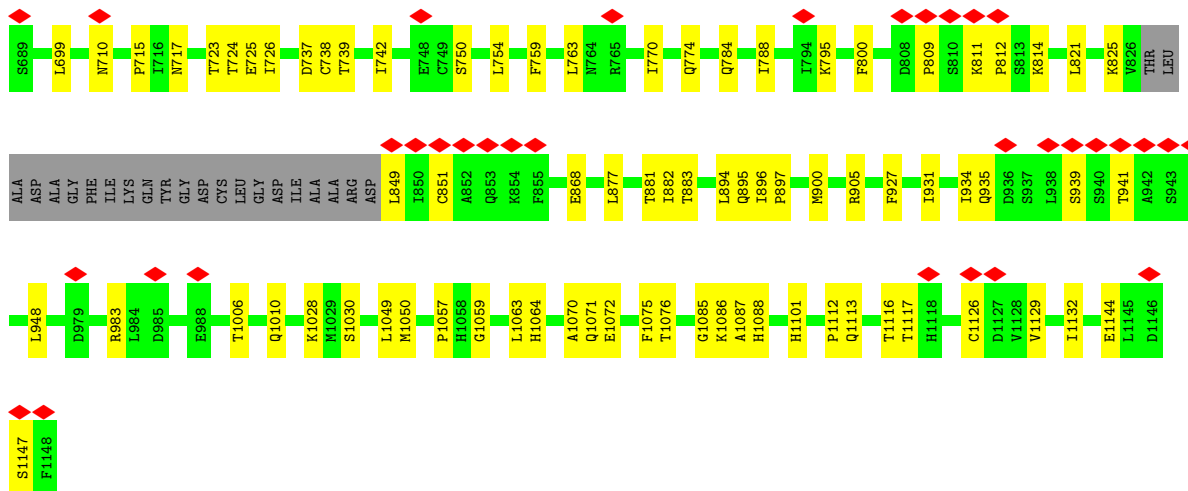 S689 L699 N710 P715 I716 N717 T723 T724 E725 I726 D737 C738 T739 I742 E748 C749 S750 L754 F759 L763 N764 R765 I770 Q774 Q784 I788 I794 K795 F800 D808 P809 S810 K811 P812 S813 K814 L821 K825 V826 THR LEU
ALA ASP ALA GLY PHE ILE LYS GLN TYR GLY ASP CYS LEU GLY ASP ILE ALA ALA ARG ASP L849 I850 C851 A852 Q853 K854 F855 E868 L877 T881 I882 T883 L894 Q895 I896 P897 M900 R905 F927 I931 I934 Q935 D936 S937 L938 S939 S940 T941 A942 S943
L948 D979 R983 L984 D985 E988 T1006 Q1010 K1028 M1029 S1030 L1049 M1050 P1057 H1058 G1059 L1063 H1064 A1070 Q1071 E1072 F1075 T1076 G1085 K1086 A1087 H1088 H1101 P1112 Q1113 T1116 T1117 H1118 C1126 D1127 V1128 V1129 I1132 E1144 L1145 D1146
S1147 F1148